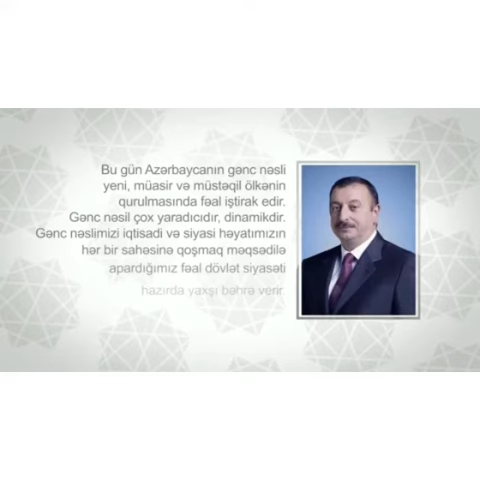 Bu gün Azərbaycanın gənc nəsli
yeni, müasir və müstəqil ölkənin
qurulmasında fəal iştirak edir.
Gənc nəsil çox yaradıcıdır, dinamikdir.
Gənc nəslimizi iqtisadi və siyasi həyatımızın
hər bir sahəsinə qoşmaq məqsədilə
apardığımız fəal dövlət siyasəti
hazırda yaxşı bəhrə verir.